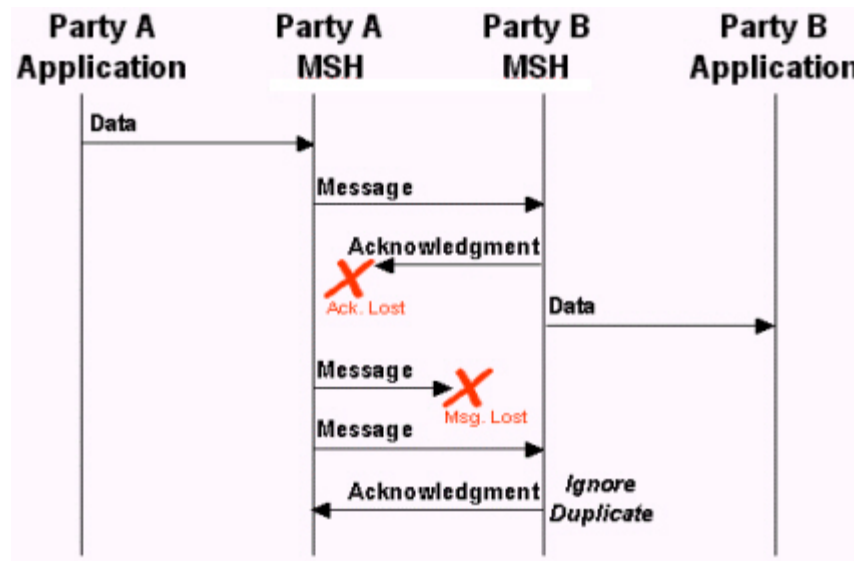 Party A
Application
Party A
MSH
Party B
MSH
Party B
Application
Data
Message
Acknowledgment
Ack. Lost
Data
Message
Msg. Lost
Message
Acknowledgment
Ignore
Duplicate